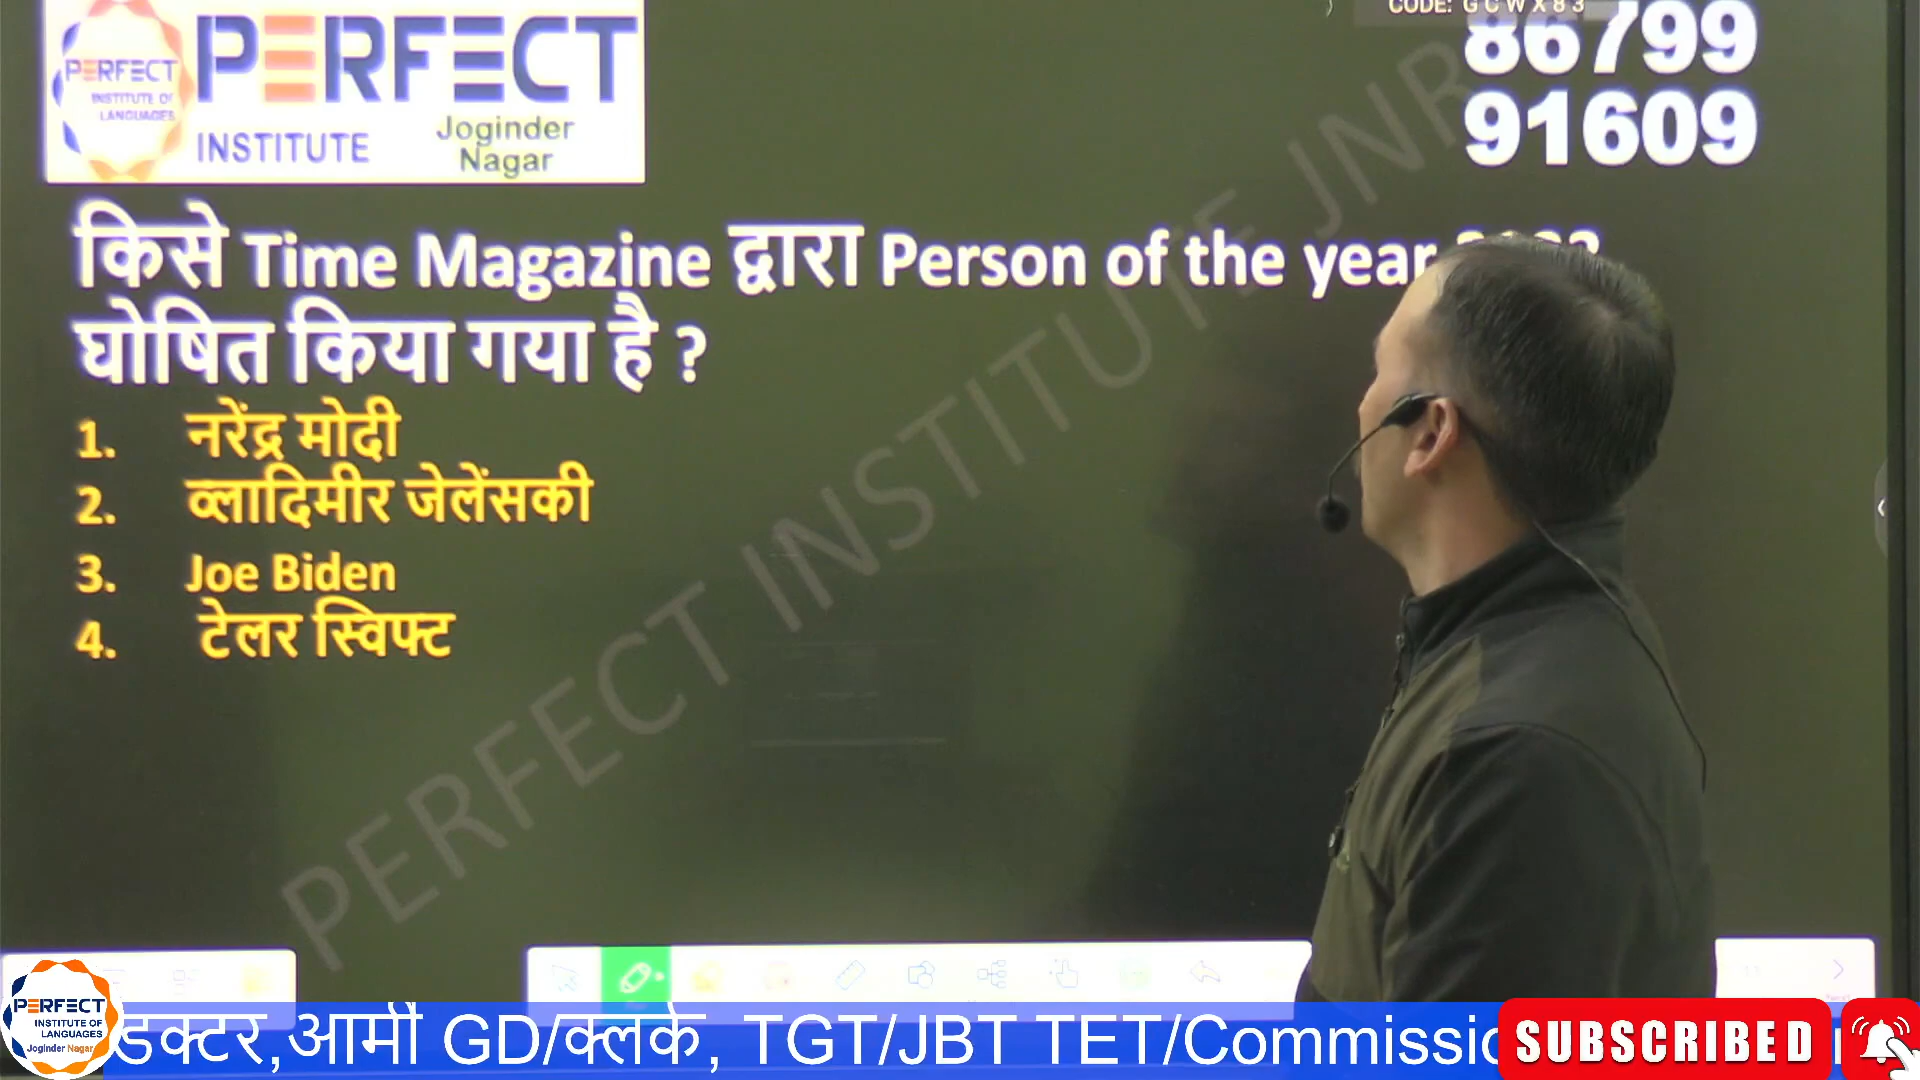 CODE: GCWX83
PERFECT
INSTITUTE OF
LANGUAGES
PERFECT
INSTITUTE
Joginder
Nagar
86799
91609
किसे Time Magazine द्वारा Person of the year
घोषित किया गया है ?
1. नरेंद्र मोदी
2. व्लादिमीर जेलेंसकी
3. Joe Biden
4. टेलर स्विफ्ट
PERFECT INSTITUTE JNR
PERFECT
INSTITUTE OF
LANGUAGES
Joginder Nagar
डक्टर,आर्मी GD/क्लर्क, TGT/JBT TET/Commissio
SUBSCRIBED